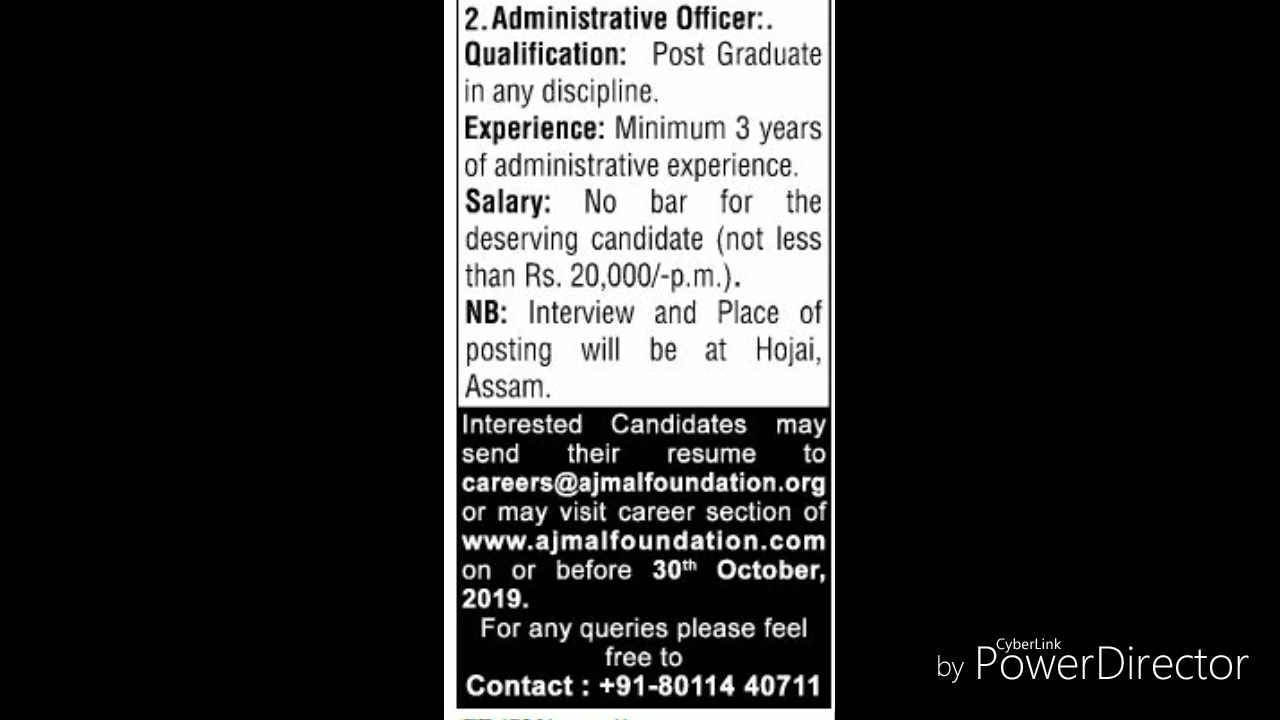 2. Administrative Officer:.
Qualification: Post Graduate
in any discipline.
Experience: Minimum 3 years
of administrative experience.
Salary: No bar for the
deserving candidate (not less
than Rs. 20,000/-p.m.).
NB: Interview and Place of
posting will be at Hojai,
Assam.
Interested Candidates may
send their resume to
careers@ajmalfoundation.org
or may visit career section of
www.ajmalfoundation.com
on or before 30th October,
2019.
For any queries please feel
free to
Contact : +91-80114 40711
CyberLink
by PowerDirector